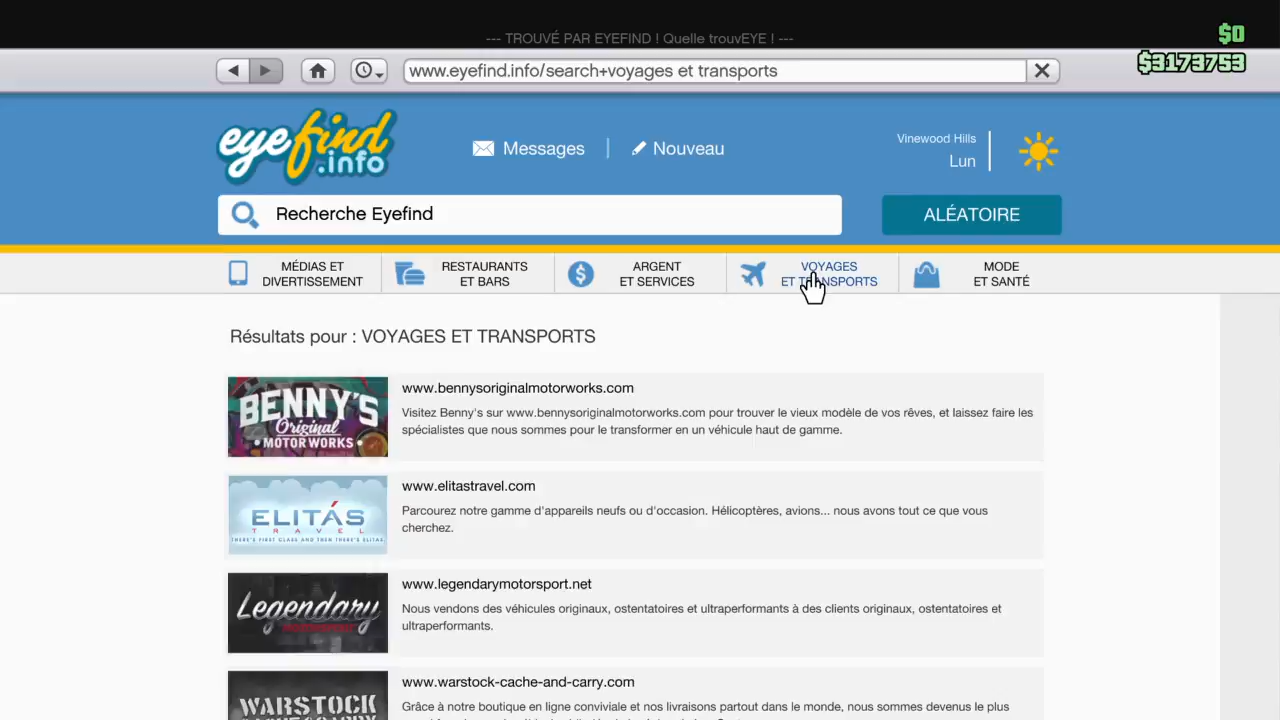 --- TROUVÉ PAR EYEFIND ! Quelle trouvEYE ! ---
$0
$3173753
www.eyefind.info/search+voyages et transports
eyefind
.info
Messages
Nouveau
Vinewood Hills
Lun
Recherche Eyefind
ALÉATOIRE
MÉDIAS ET
DIVERTISSEMENT
RESTAURANTS
ET BARS
ARGENT
ET SERVICES
VOYAGES
ET TRANSPORTS
MODE
ET SANTÉ
Résultats pour : VOYAGES ET TRANSPORTS
BENNY'S
Original
MOTOR WORKS
www.bennysoriginalmotorworks.com
Visitez Benny's sur www.bennysoriginalmotorworks.com pour trouver le vieux modèle de vos rêves, et laissez faire les
spécialistes que nous sommes pour le transformer en un véhicule haut de gamme.
ELITÁS
TRAVEL
THERE'S FIRST CLASS AND THEN THERE'S ELITAS
www.elitastravel.com
Parcourez notre gamme d'appareils neufs ou d'occasion. Hélicoptères, avions... nous avons tout ce que vous
cherchez.
Legendary
MOTORSPORT
www.legendarymotorsport.net
Nous vendons des véhicules originaux, ostentatoires et ultraperformants à des clients originaux, ostentatoires et
ultraperformants.
WARSTOCK
www.warstock-cache-and-carry.com
Grâce à notre boutique en ligne conviviale et nos livraisons partout dans le monde, nous sommes devenus le plus